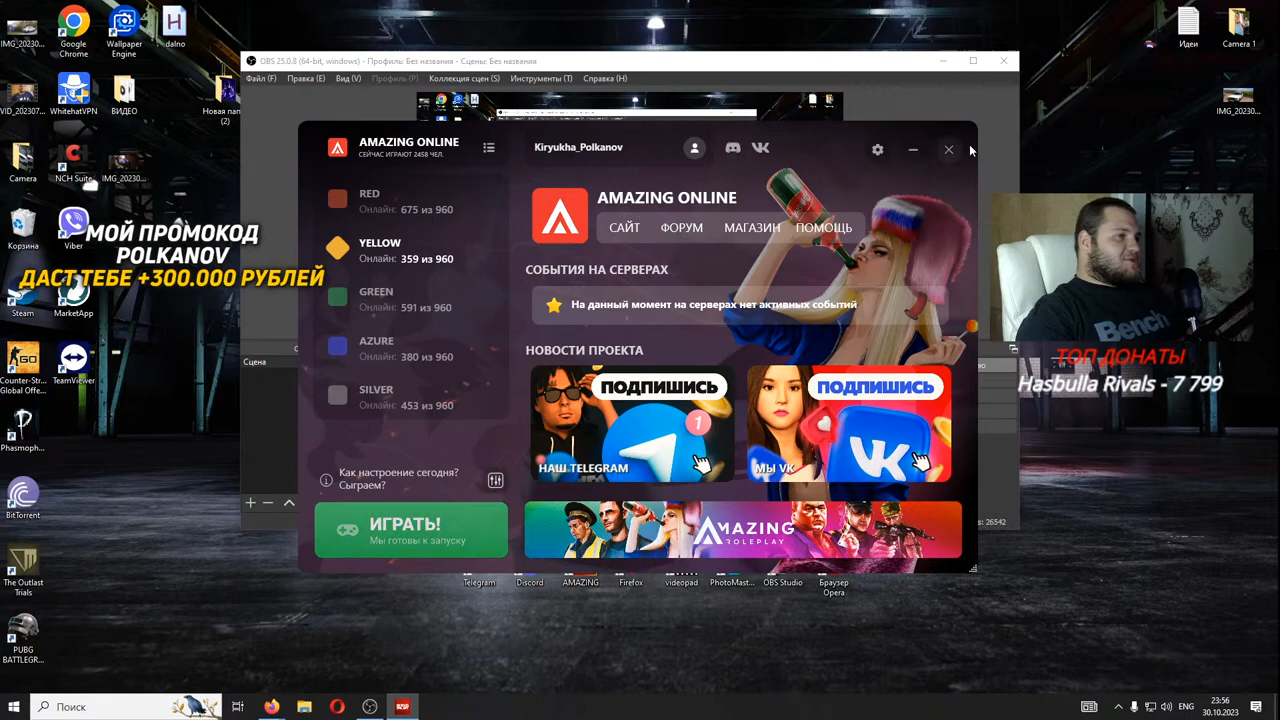 IMG_20230...
Google
Chrome
Wallpaper
Engine
dalno
Идеи
Camera 1
VID_20230...
WhitehatVPN
ВИДЕО
Новая пап
(2)
IMG_2023...
Camera
NCH Suite
IMG_2023...
Корзина
Viber
МОЙ ПРОМОКОД
POLKANOV
ДАСТ ТЕБЕ +300.000 РУБЛЕЙ
Steam
MarketApp
Counter-Str...
Global Offe...
TeamViewer
Phasmoph...
BitTorrent
The Outlast
Trials
PUBG
BATTLEGR...
OBS 25.0.8 (64-bit, windows) - Профиль: Без названия - Сцены: Без названия
Файл (F)
Правка (E)
Вид (V)
Профиль (P)
Коллекция сцен (S)
Инструменты (T)
Справка (H)
Сцена
AMAZING ONLINE
СЕЙЧАС ИГРАЮТ 2458 ЧЕЛ.
Kiryukha_Polkanov
RED
Онлайн: 675 из 960
YELLOW
Онлайн: 359 из 960
GREEN
Онлайн: 591 из 960
AZURE
Онлайн: 380 из 960
SILVER
Онлайн: 453 из 960
Как настроение сегодня?
Сыграем?
ИГРАТЬ!
Мы готовы к запуску
AMAZING ONLINE
САЙТ
ФОРУМ
МАГАЗИН
ПОМОЩЬ
СОБЫТИЯ НА СЕРВЕРАХ
На данный момент на серверах нет активных событий
НОВОСТИ ПРОЕКТА
ПОДПИШИСЬ
1
НАШ TELEGRAM
ПОДПИШИСЬ
МЫ VK
AMAZING
ROLEPLAY
Bench
ТОП ДОНАТЫ
Hasbulla Rivals - 7 799
Telegram
Discord
AMAZING
Firefox
videopad
PhotoMast...
OBS Studio
Браузер
Opera
Поиск
ENG
23:56
30.10.2023